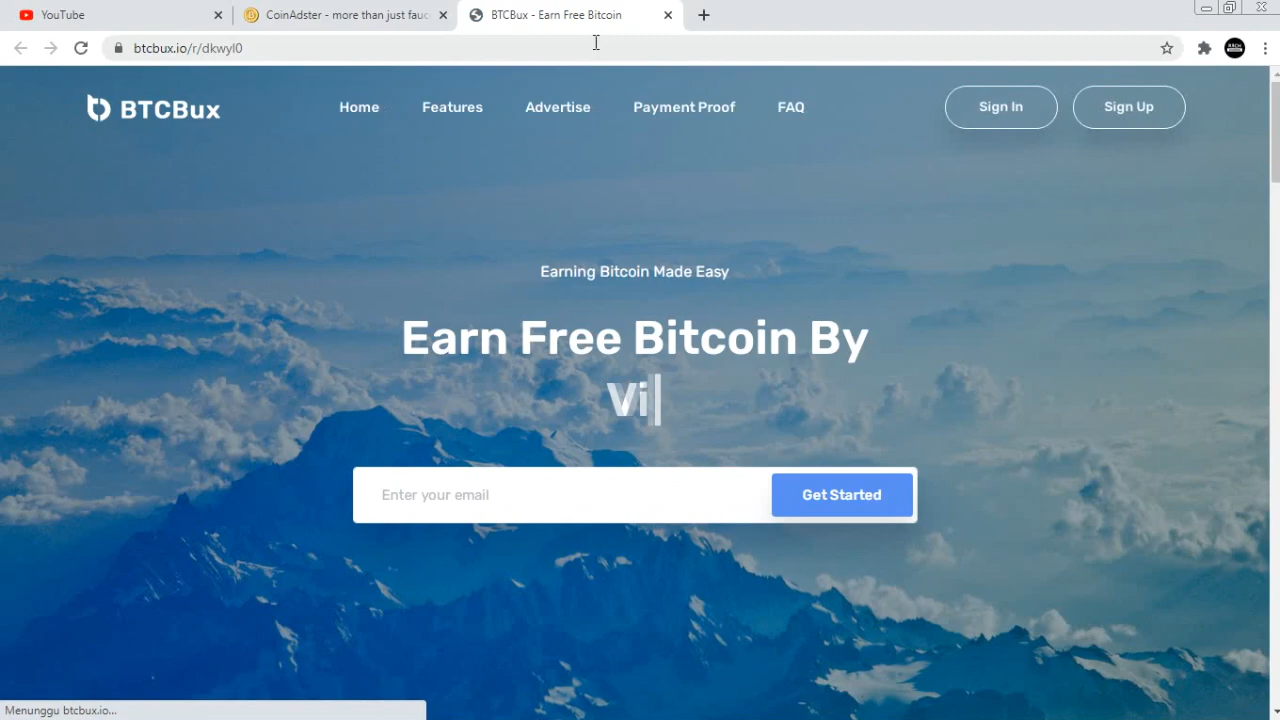 YouTube
CoinAdster - more than just fauc
BTCBux - Earn Free Bitcoin
btcbux.io/r/dkwyl0
BTCBux
Home
Features
Advertise
Payment Proof
FAQ
Sign In
Sign Up
Earning Bitcoin Made Easy
Earn Free Bitcoin By
Vi
Enter your email
Get Started
Menunggu btcbux.io...